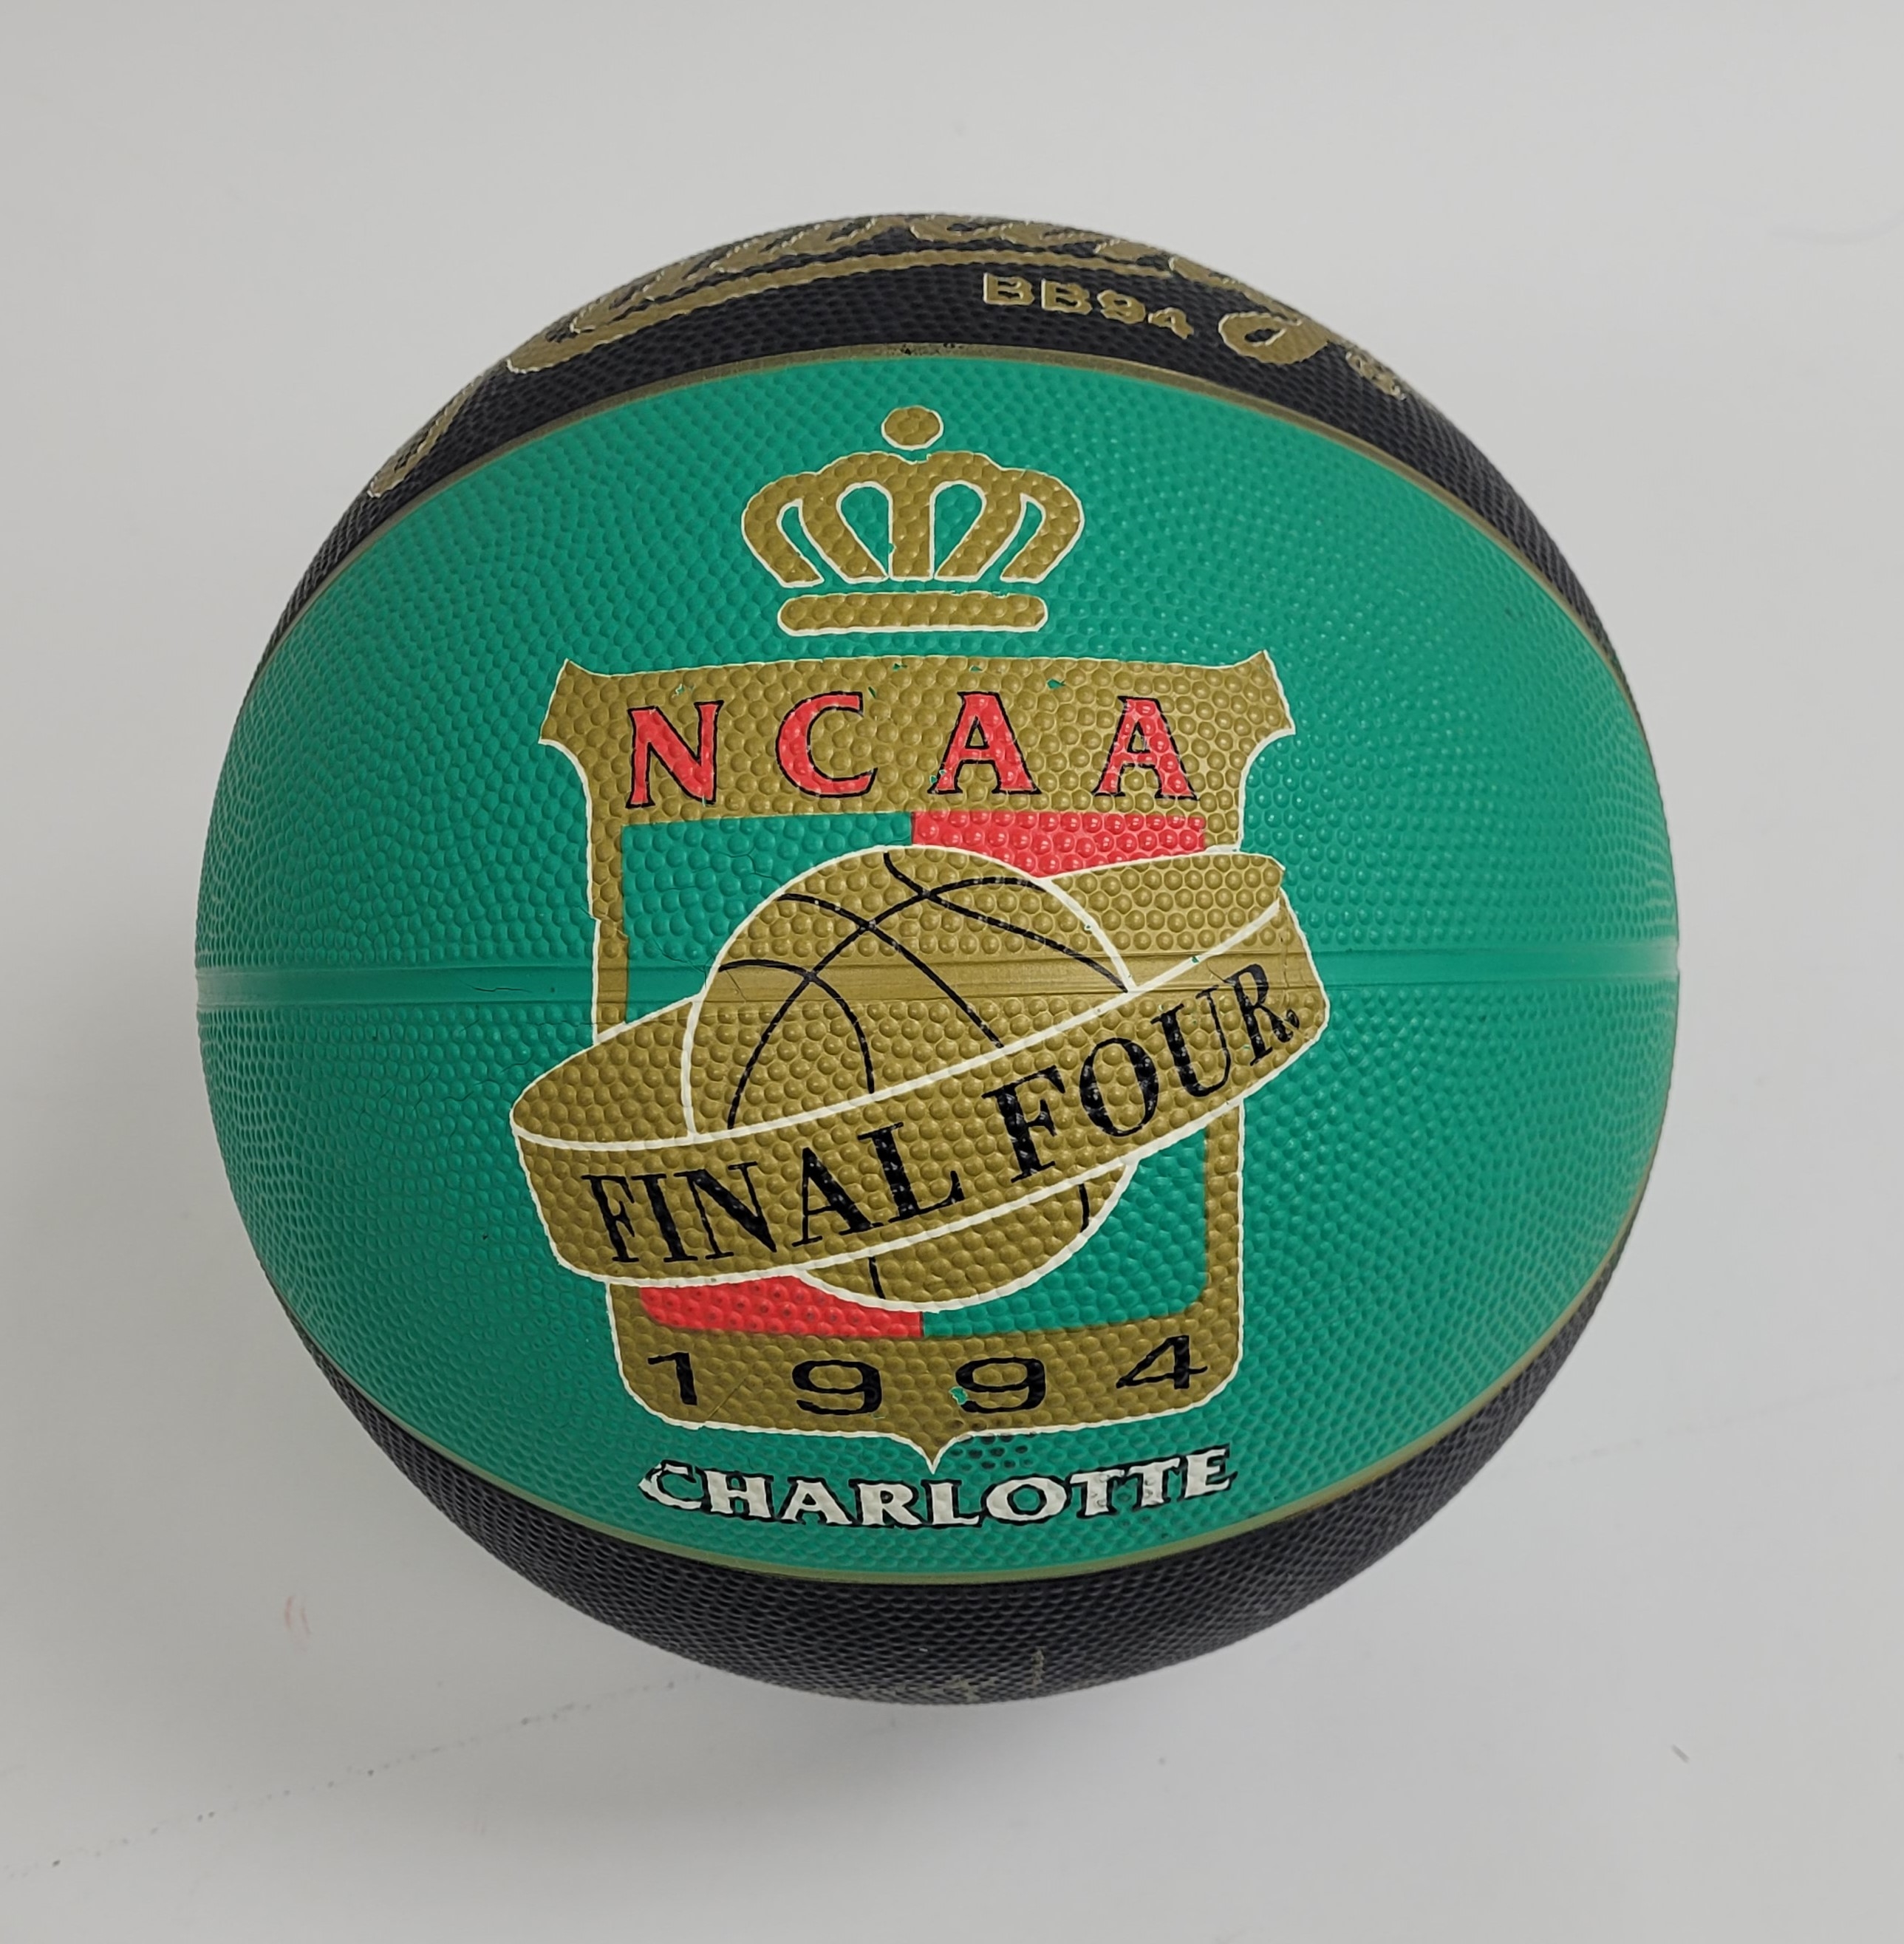 BB94
NCAA
FINAL FOUR
1994
CHARLOTTE